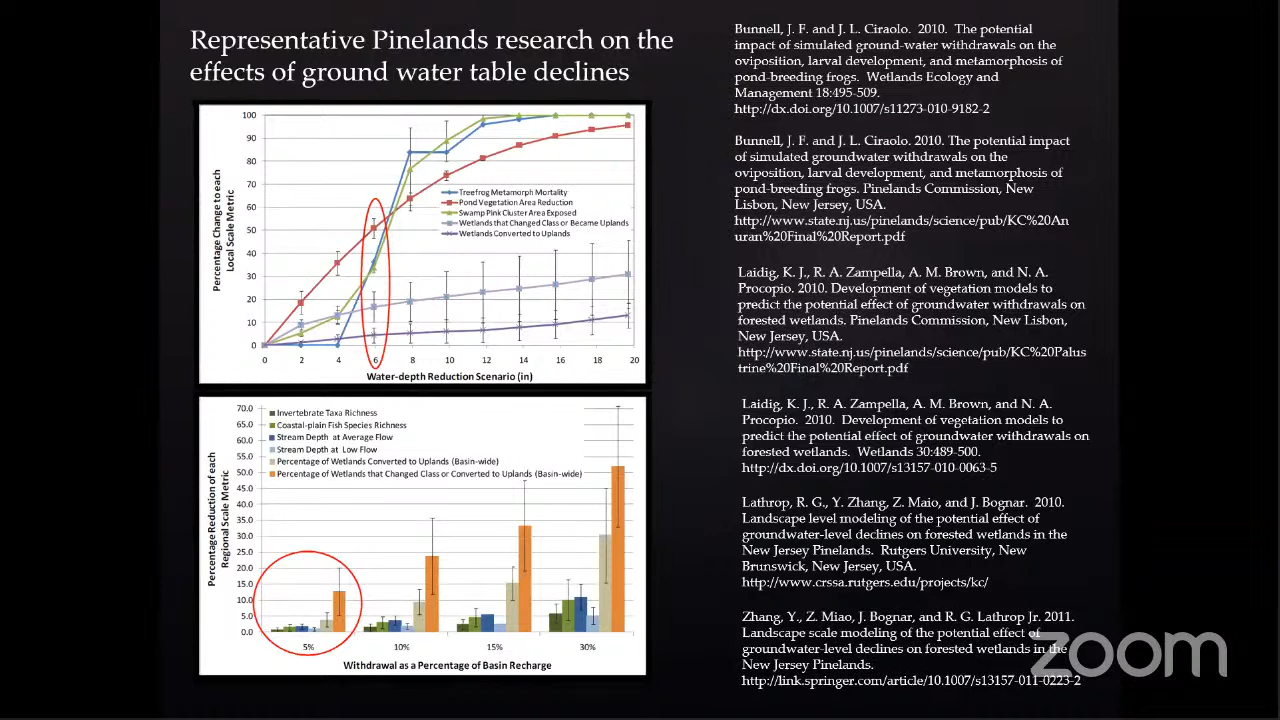 Representative Pinelands research on the
effects of ground water table declines
Percentage Change to each
Local Scale Metric
100
90
80
70
60
50
40
30
20
10
0
Treefrog Metamorph Mortality
Pond Vegetation Area Reduction
Swamp Pink Cluster Area Exposed
Wetlands that Changed Class or Became Uplands
Wetlands Converted to Uplands
0 2 4 6 8 10 12 14 16 18 20
Water-depth Reduction Scenario (in)
Percentage Reduction of each
Regional Scale Metric
70.0
65.0
60.0
55.0
50.0
45.0
40.0
35.0
30.0
25.0
20.0
15.0
10.0
5.0
0.0
Invertebrate Taxa Richness
Coastal-plain Fish Species Richness
Stream Depth at Average Flow
Stream Depth at Low Flow
Percentage of Wetlands Converted to Uplands (Basin-wide)
Percentage of Wetlands that Changed Class or Converted to Uplands (Basin-wide)
5% 10% 15% 30%
Withdrawal as a Percentage of Basin Recharge
Bunnell, J. F. and J. L. Ciraolo. 2010. The potential
impact of simulated ground-water withdrawals on the
oviposition, larval development, and metamorphosis of
pond-breeding frogs. Wetlands Ecology and
Management 18:495-509.
http://dx.doi.org/10.1007/s11273-010-9182-2
Bunnell, J. F. and J. L. Ciraolo. 2010. The potential impact
of simulated groundwater withdrawals on the
oviposition, larval development, and metamorphosis of
pond-breeding frogs. Pinelands Commission, New
Lisbon, New Jersey, USA.
http://www.state.nj.us/pinelands/science/pub/KC%20An
uran%20Final%20Report.pdf
Laidig, K. J., R. A. Zampella, A. M. Brown, and N. A.
Procopio. 2010. Development of vegetation models to
predict the potential effect of groundwater withdrawals on
forested wetlands. Pinelands Commission, New Lisbon,
New Jersey, USA.
http://www.state.nj.us/pinelands/science/pub/KC%20Palus
trine%20Final%20Report.pdf
Laidig, K. J., R. A. Zampella, A. M. Brown, and N. A.
Procopio. 2010. Development of vegetation models to
predict the potential effect of groundwater withdrawals on
forested wetlands. Wetlands 30:489-500.
http://dx.doi.org/10.1007/s13157-010-0063-5
Lathrop, R. G., Y. Zhang, Z. Maio, and J. Bognar. 2010.
Landscape level modeling of the potential effect of
groundwater-level declines on forested wetlands in the
New Jersey Pinelands. Rutgers University, New
Brunswick, New Jersey, USA.
http://www.crssa.rutgers.edu/projects/kc/
Zhang, Y., Z. Miao, J. Bognar, and R. G. Lathrop Jr. 2011.
Landscape scale modeling of the potential effect of
groundwater-level declines on forested wetlands in the
New Jersey Pinelands.
http://link.springer.com/article/10.1007/s13157-011-0223-2
zoom